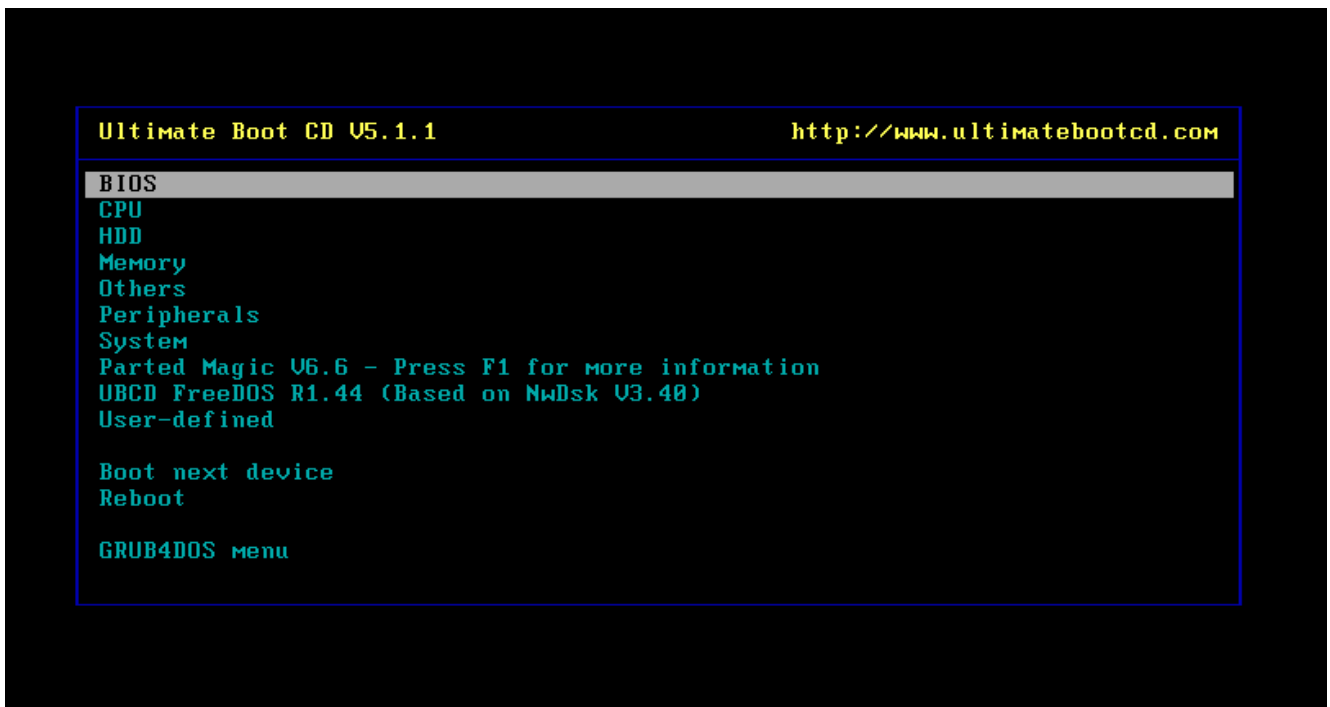 Ultimate Boot CD V5.1.1 http://www.ultimatebootcd.com
BIOS
CPU
HDD
Memory
Others
Peripherals
System
Parted Magic V6.6 - Press F1 for more information
UBCD FreeDOS R1.44 (Based on NwDsk V3.40)
User-defined
Boot next device
Reboot
GRUB4DOS menu